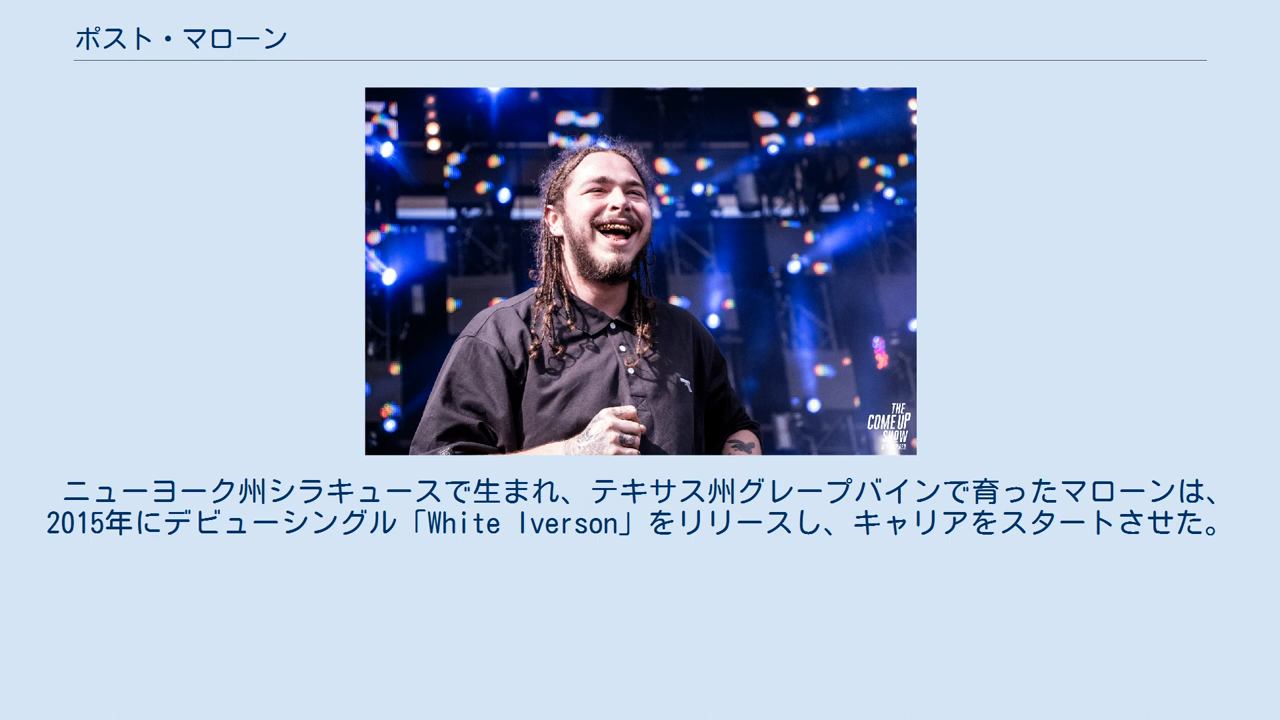 ポスト・マローン
THE
COME UP
SHOW
ニューヨーク州シラキュースで生まれ、テキサス州グレープバインで育ったマローンは、
2015年にデビューシングル「White Iverson」をリリースし、キャリアをスタートさせた。